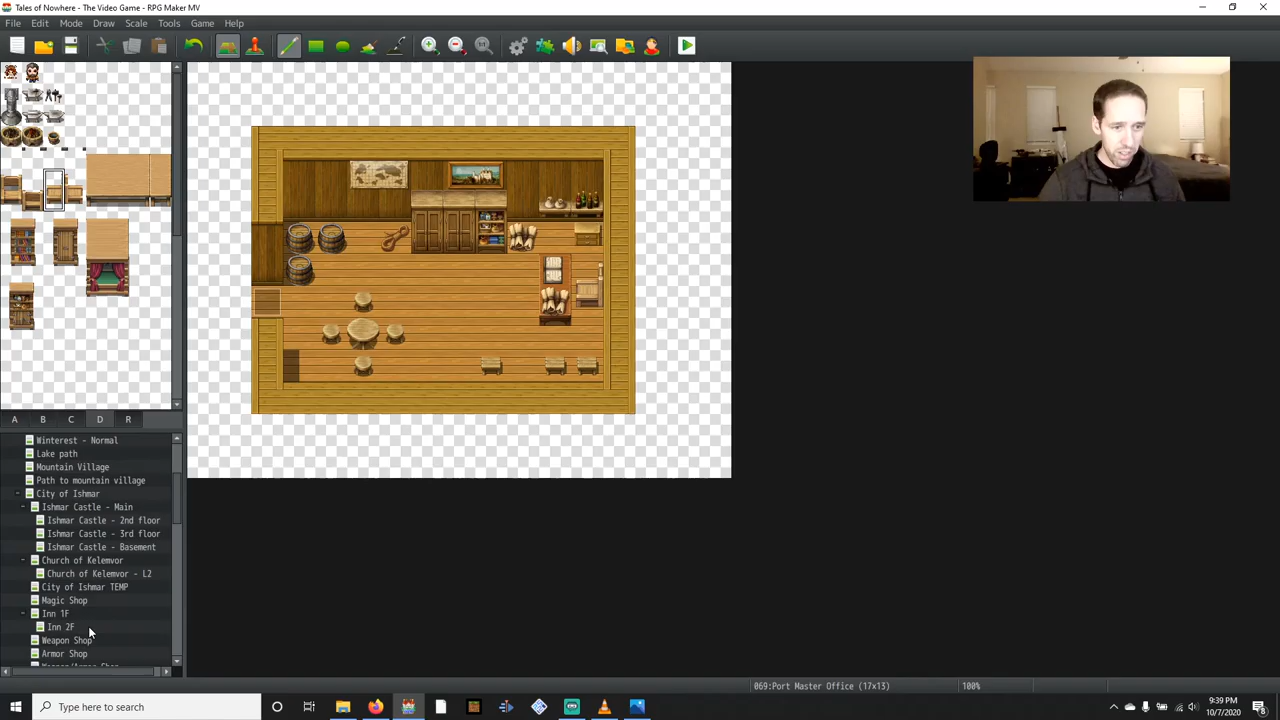 Tales of Nowhere - The Video Game - RPG Maker MV
File Edit Mode Draw Scale Tools Game Help
A B C D R
Winterest - Normal
Lake path
Mountain Village
Path to mountain village
City of Ishmar
Ishmar Castle - Main
Ishmar Castle - 2nd floor
Ishmar Castle - 3rd floor
Ishmar Castle - Basement
Church of Kelemvor
Church of Kelemvor - L2
City of Ishmar TEMP
Magic Shop
Inn 1F
Inn 2F
Weapon Shop
Armor Shop
Weapon/Armor Shop
069:Port Master Office (17x13) 100%
Type here to search
9:39 PM
10/7/2020